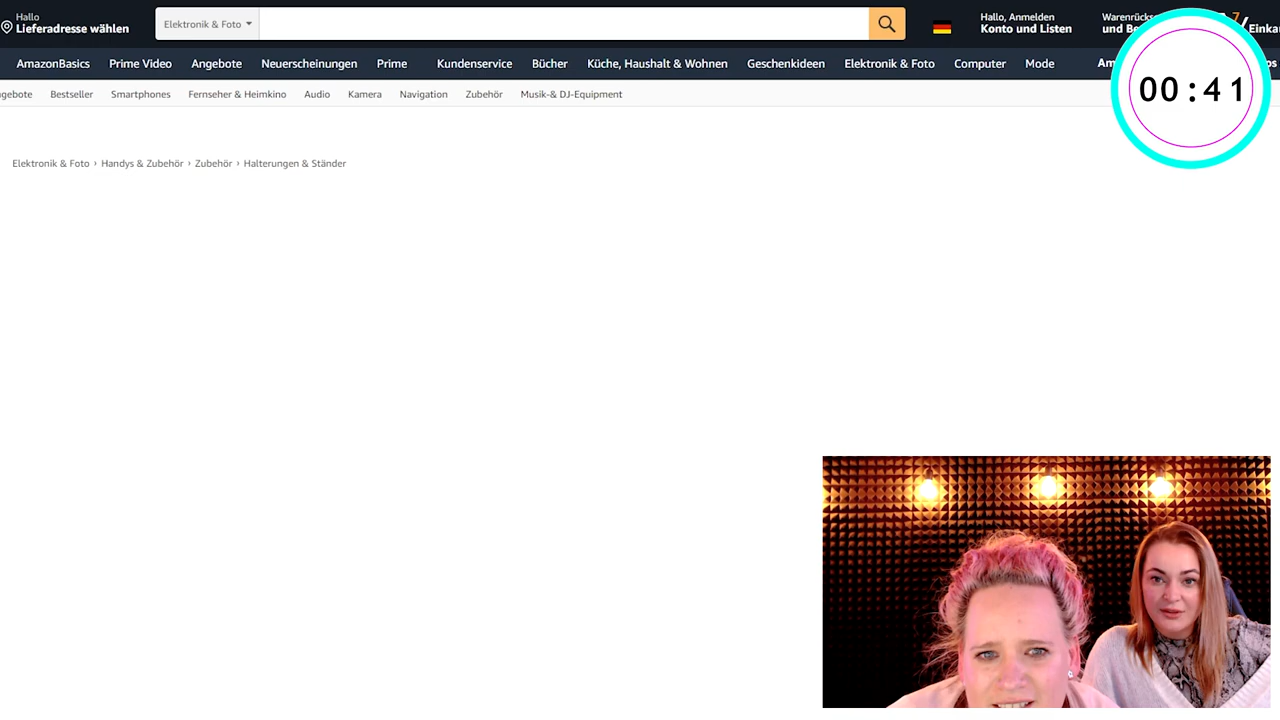 Hallo
Lieferadresse wählen
Elektronik & Foto
Hallo, Anmelden
Konto und Listen
7
AmazonBasics Prime Video Angebote Neuerscheinungen Prime Kundenservice Bücher Küche, Haushalt & Wohnen Geschenkideen Elektronik & Foto Computer Mode
00:41
Bestseller Smartphones Fernseher & Heimkino Audio Kamera Navigation Zubehör Musik-& DJ-Equipment
Elektronik & Foto › Handys & Zubehör › Zubehör › Halterungen & Ständer